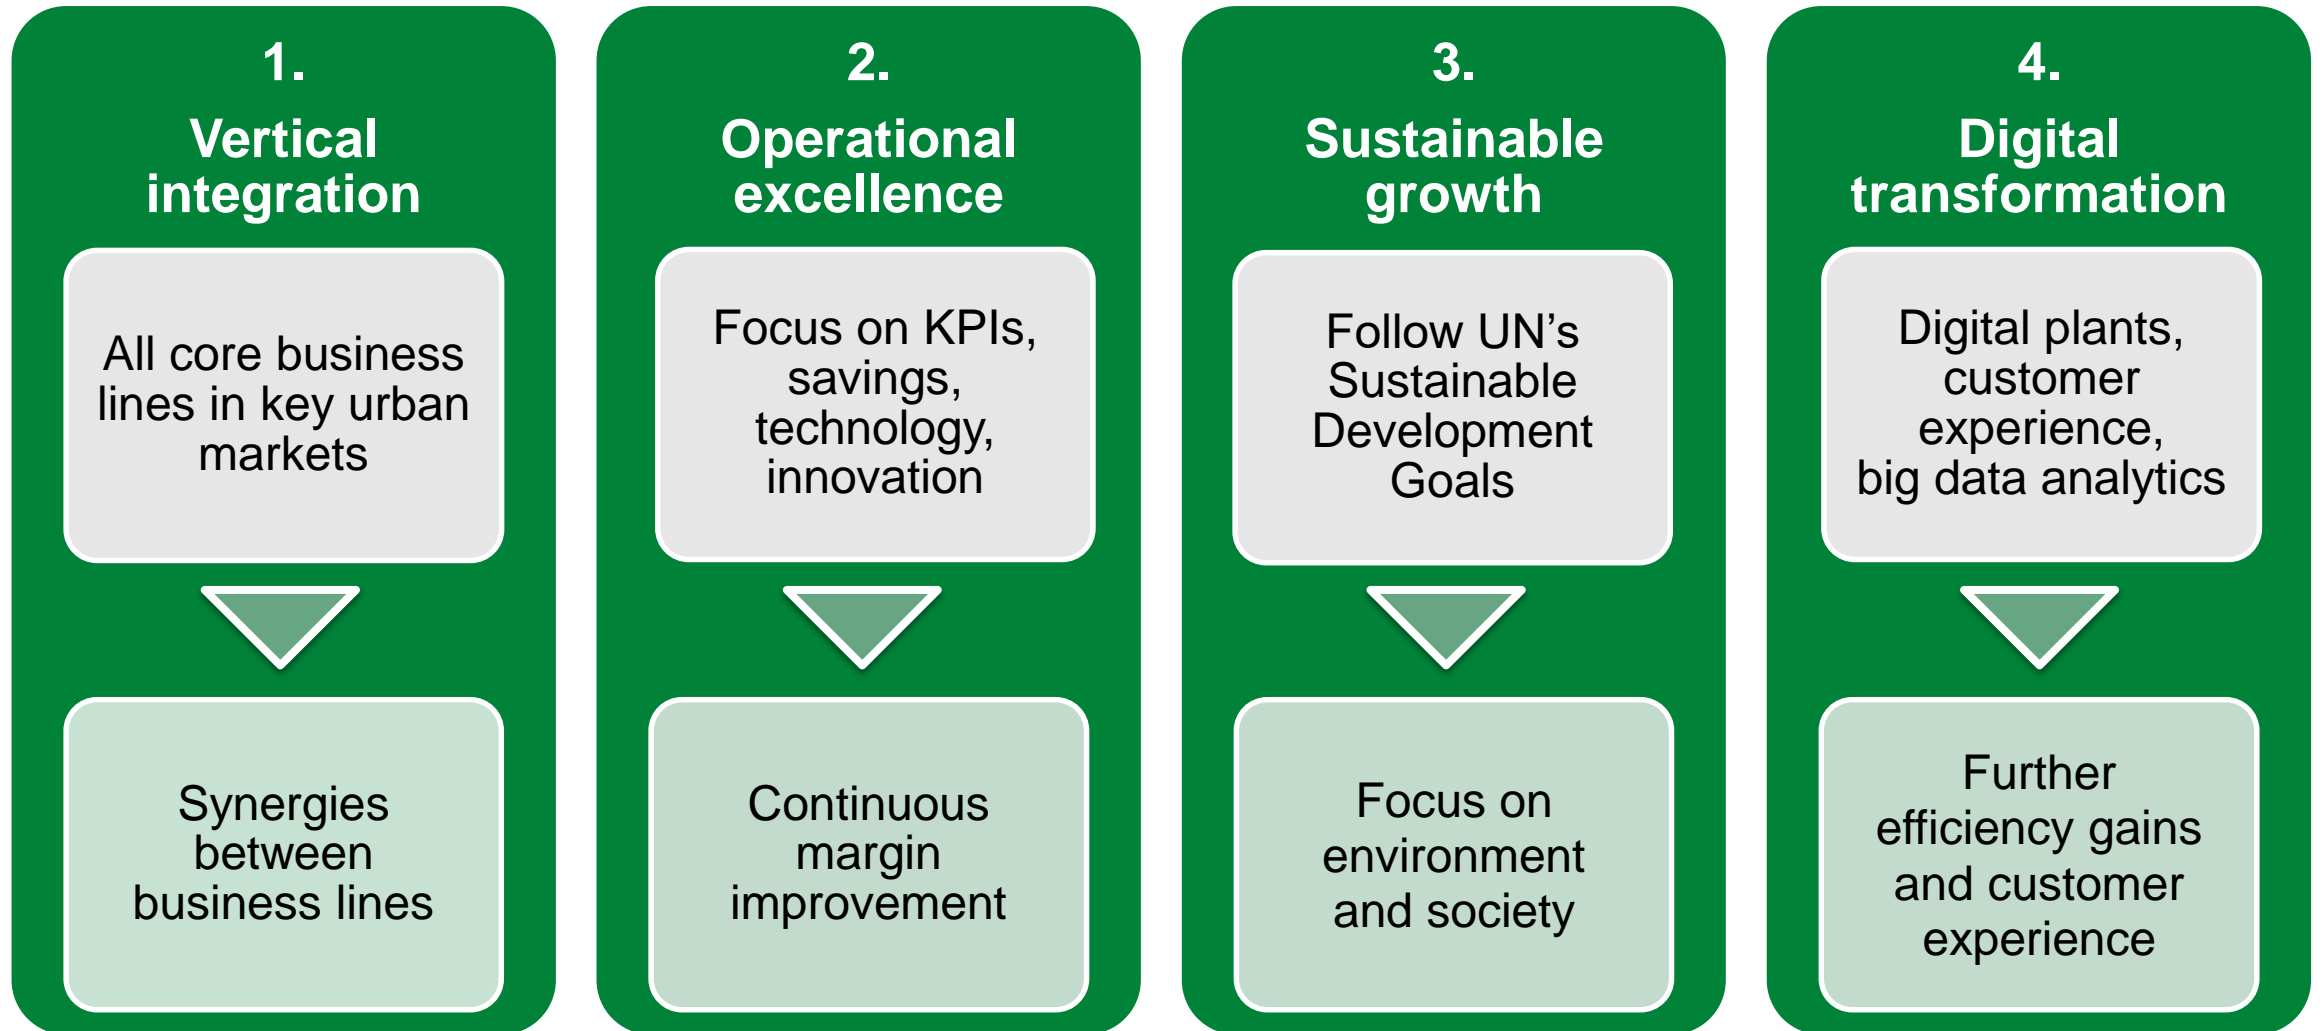 1.
Vertical
integration
All core business
lines in key urban
markets
Synergies
between
business lines
2.
Operational
excellence
Focus on KPIs,
savings,
technology,
innovation
Continuous
margin
improvement
3.
Sustainable
growth
Follow UN’s
Sustainable
Development
Goals
Focus on
environment
and society
4.
Digital
transformation
Digital plants,
customer
experience,
big data analytics
Further
efficiency gains
and customer
experience